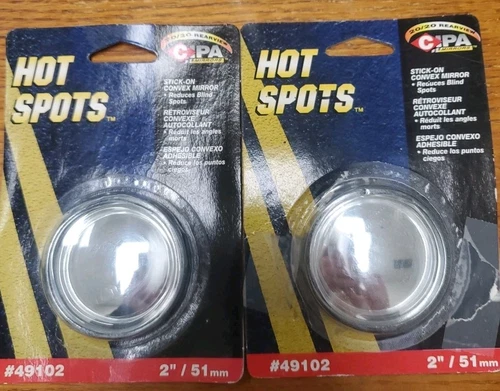 20/20 REARVIEW
CIPA
HOT
SPOTS™
STICK-ON
CONVEX MIRROR
• Reduces Blind
Spots
RÉTROVISEUR
CONVEXE
AUTOCOLLANT
• Réduit les angles
morts
ESPEJO CONVEXO
ADHESIBLE
• Reduce los puntos
ciegos
#49102
2" / 51mm
20/20 REARVIEW
CIPA
HOT
SPOTS™
STICK-ON
CONVEX MIRROR
• Reduces Blind
Spots
RÉTROVISEUR
CONVEXE
AUTOCOLLANT
• Réduit les angles
morts
ESPEJO CONVEXO
ADHESIBLE
• Reduce los puntos
ciegos
#49102
2" / 51mm